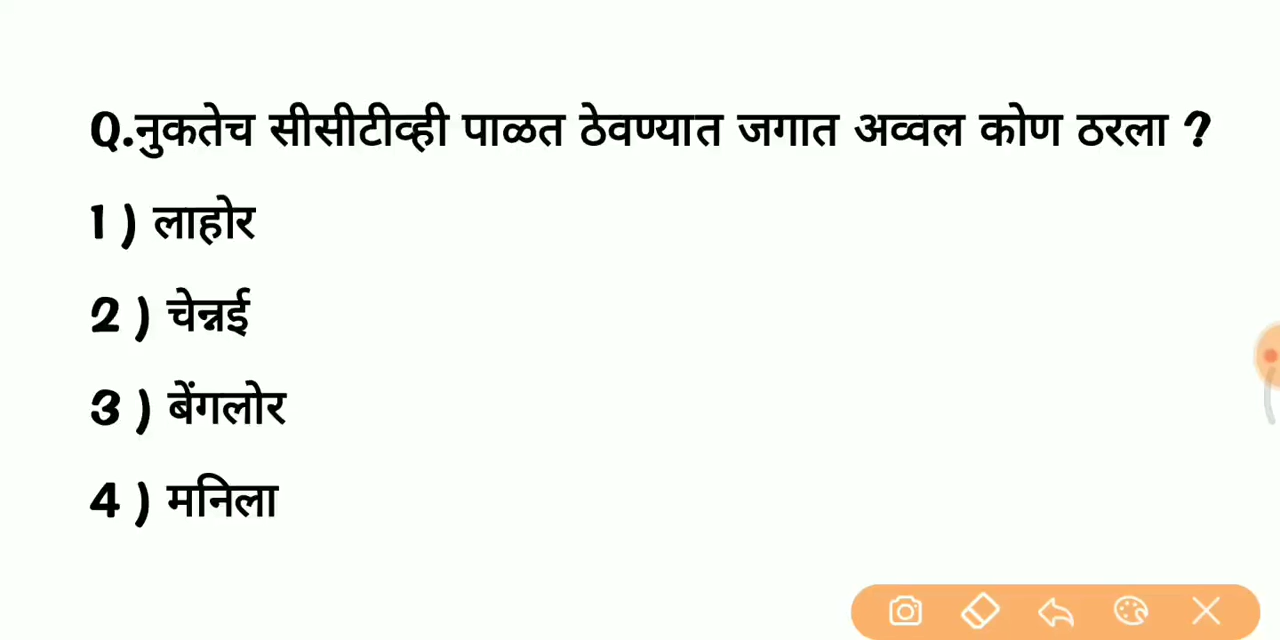 Q.नुकतेच सीसीटीव्ही पाळत ठेवण्यात जगात अव्वल कोण ठरला ?
1 ) लाहोर
2 ) चेन्नई
3 ) बेंगलोर
4 ) मनिला